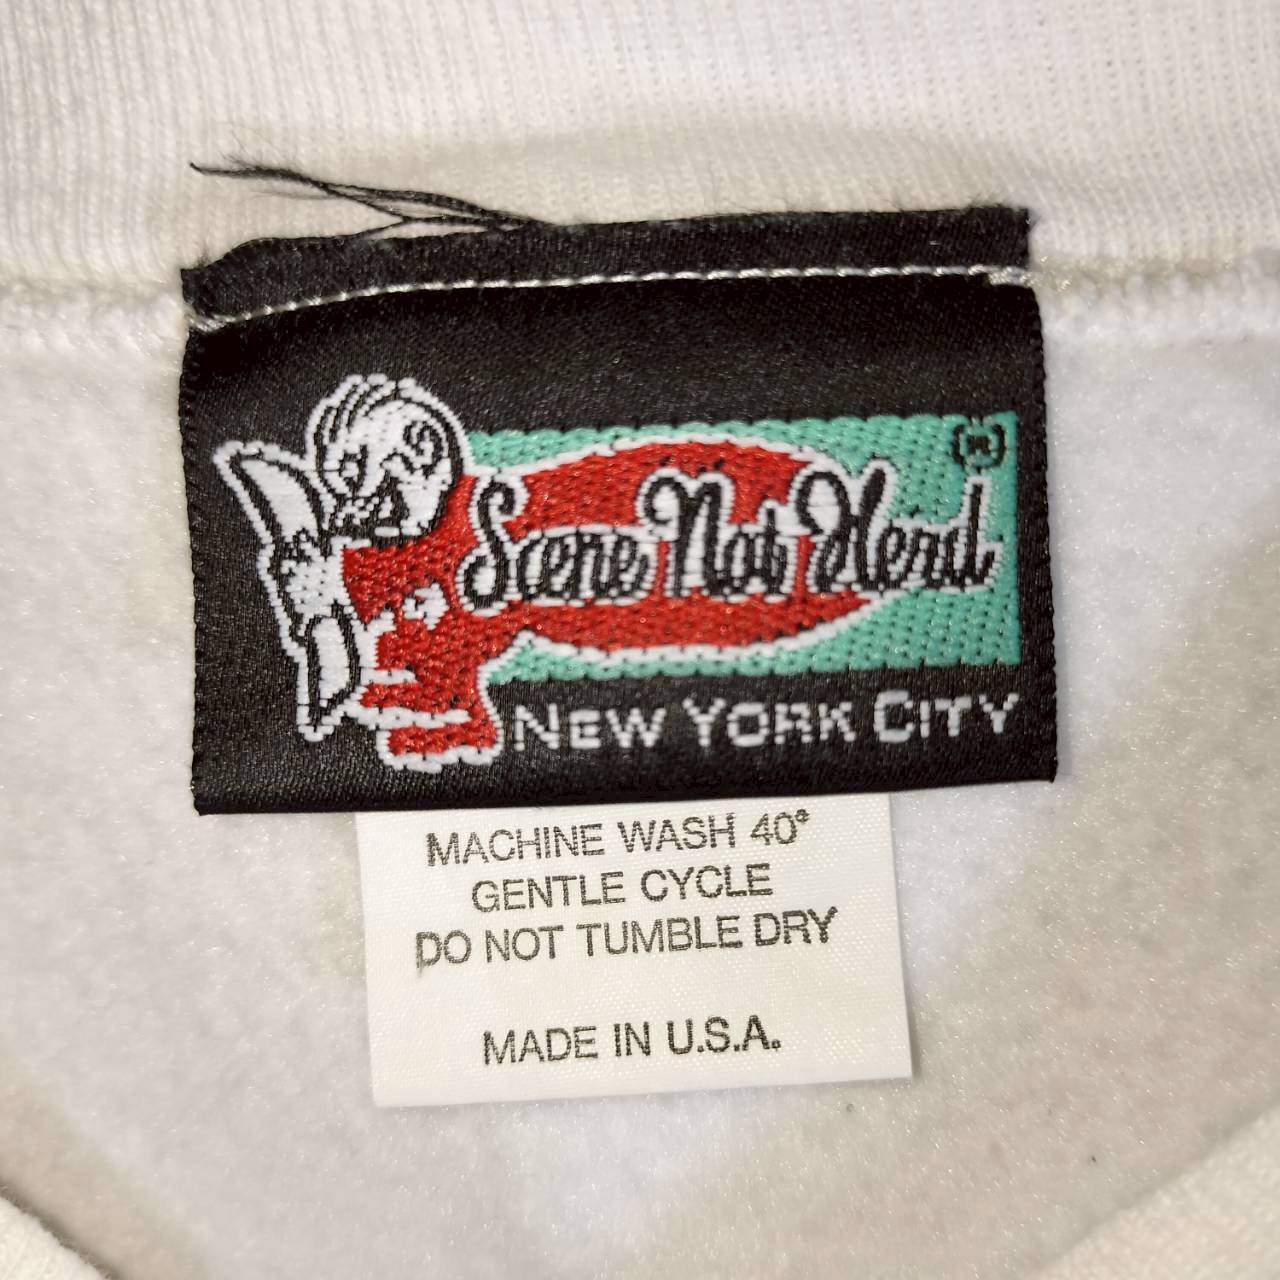 Scene Not Herd
(R)
NEW YORK CITY
MACHINE WASH 40°
GENTLE CYCLE
DO NOT TUMBLE DRY
MADE IN U.S.A.